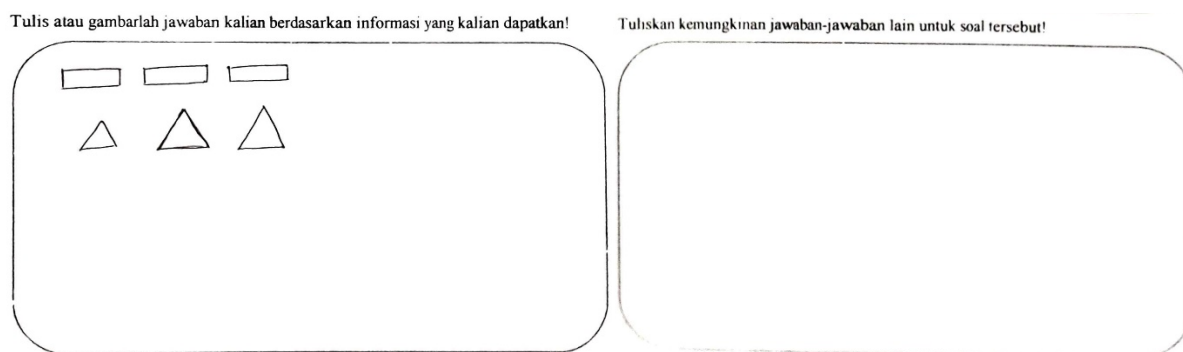 Tulis atau gambarlah jawaban kalian berdasarkan informasi yang kalian dapatkan!
Tuliskan kemungkinan jawaban-jawaban lain untuk soal tersebut!